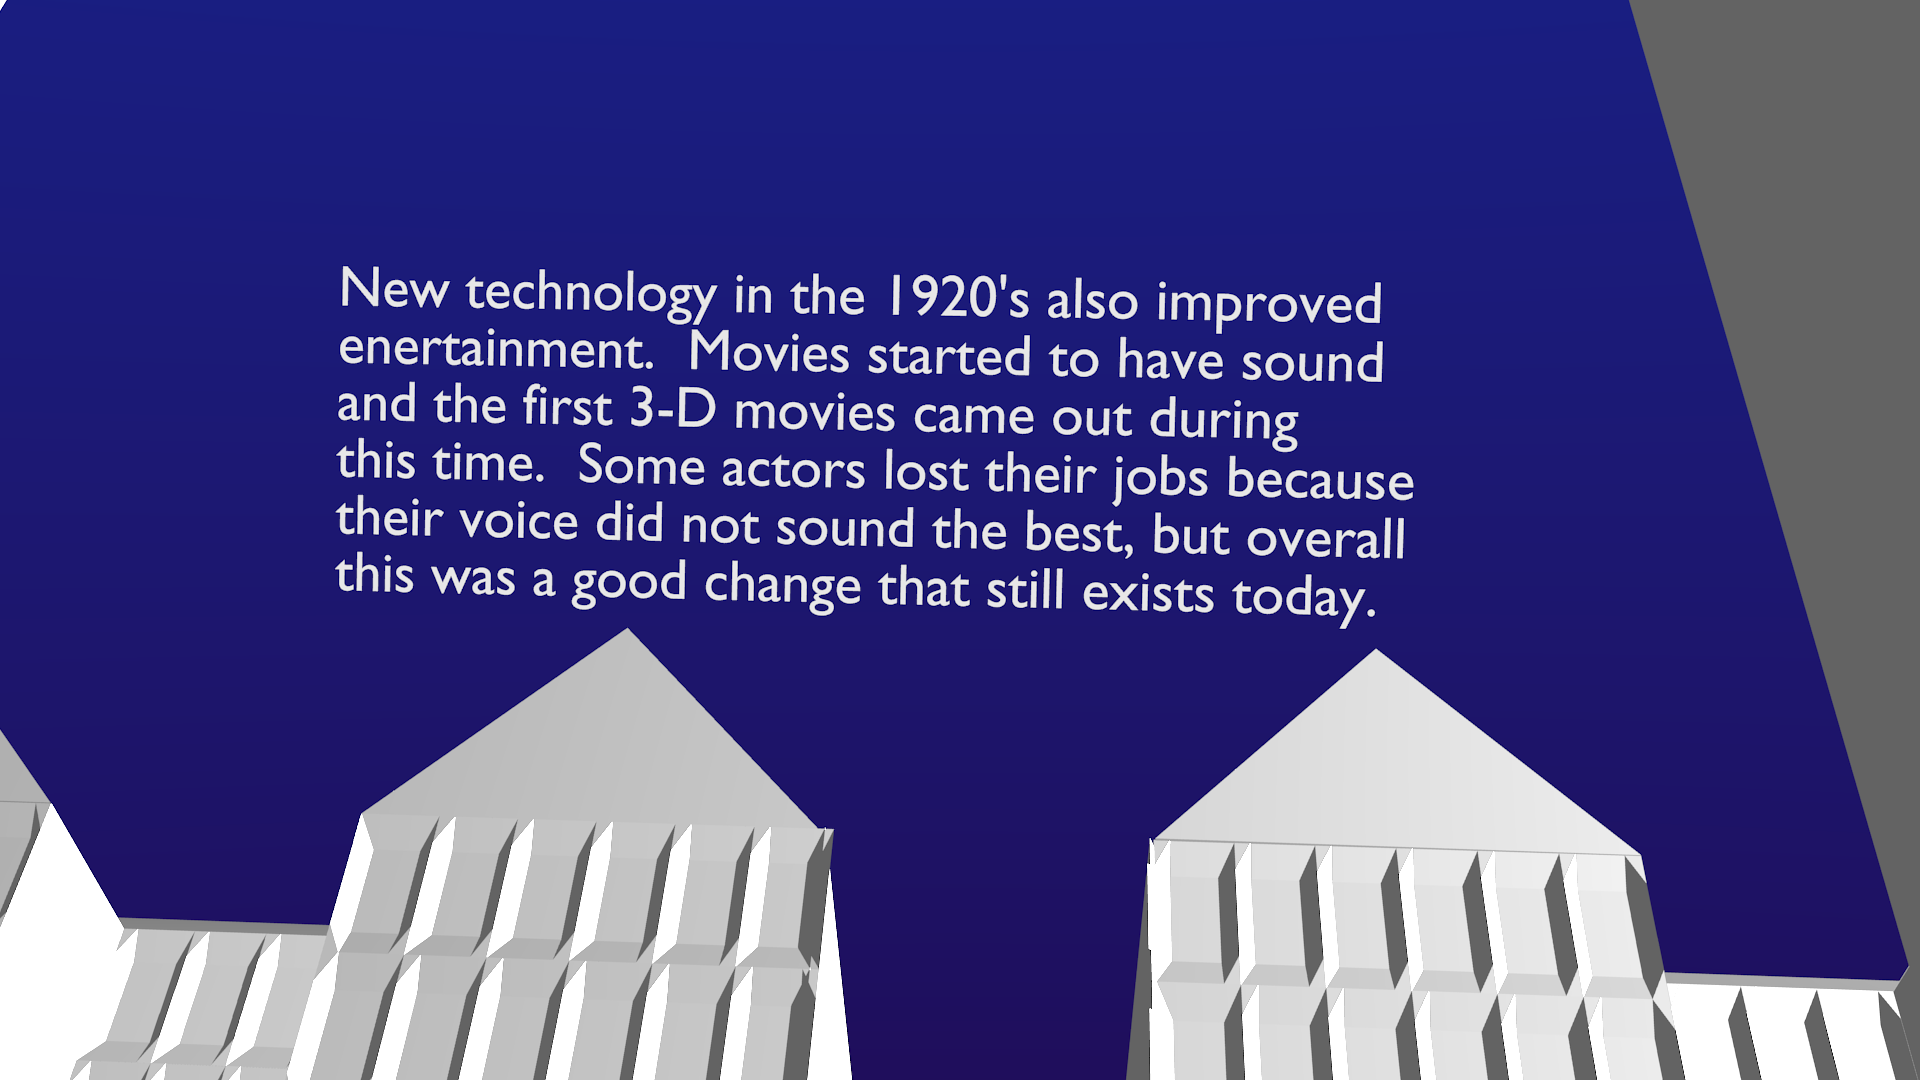 New technology in the 1920's also improved
enertainment.  Movies started to have sound
and the first 3-D movies came out during
this time.  Some actors lost their jobs because
their voice did not sound the best, but overall
this was a good change that still exists today.